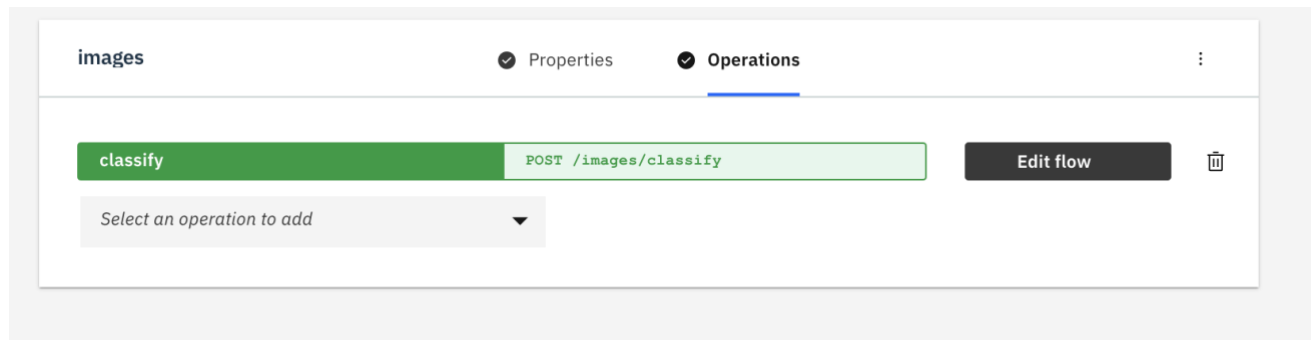 images
Properties
Operations
classify
POST /images/classify
Edit flow
Select an operation to add